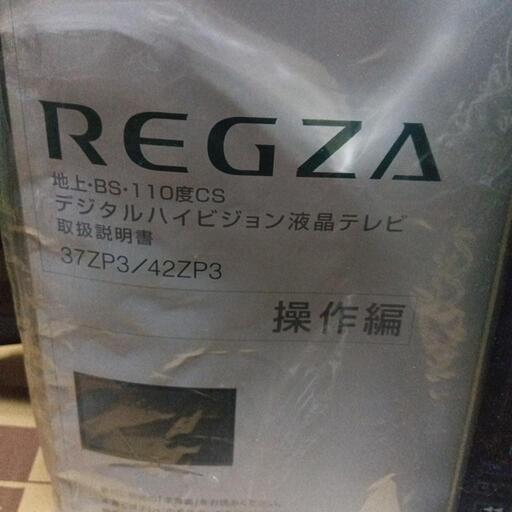 REGZA
地上・BS・110度CS
デジタルハイビジョン液晶テレビ
取扱説明書
37ZP3/42ZP3
操作編